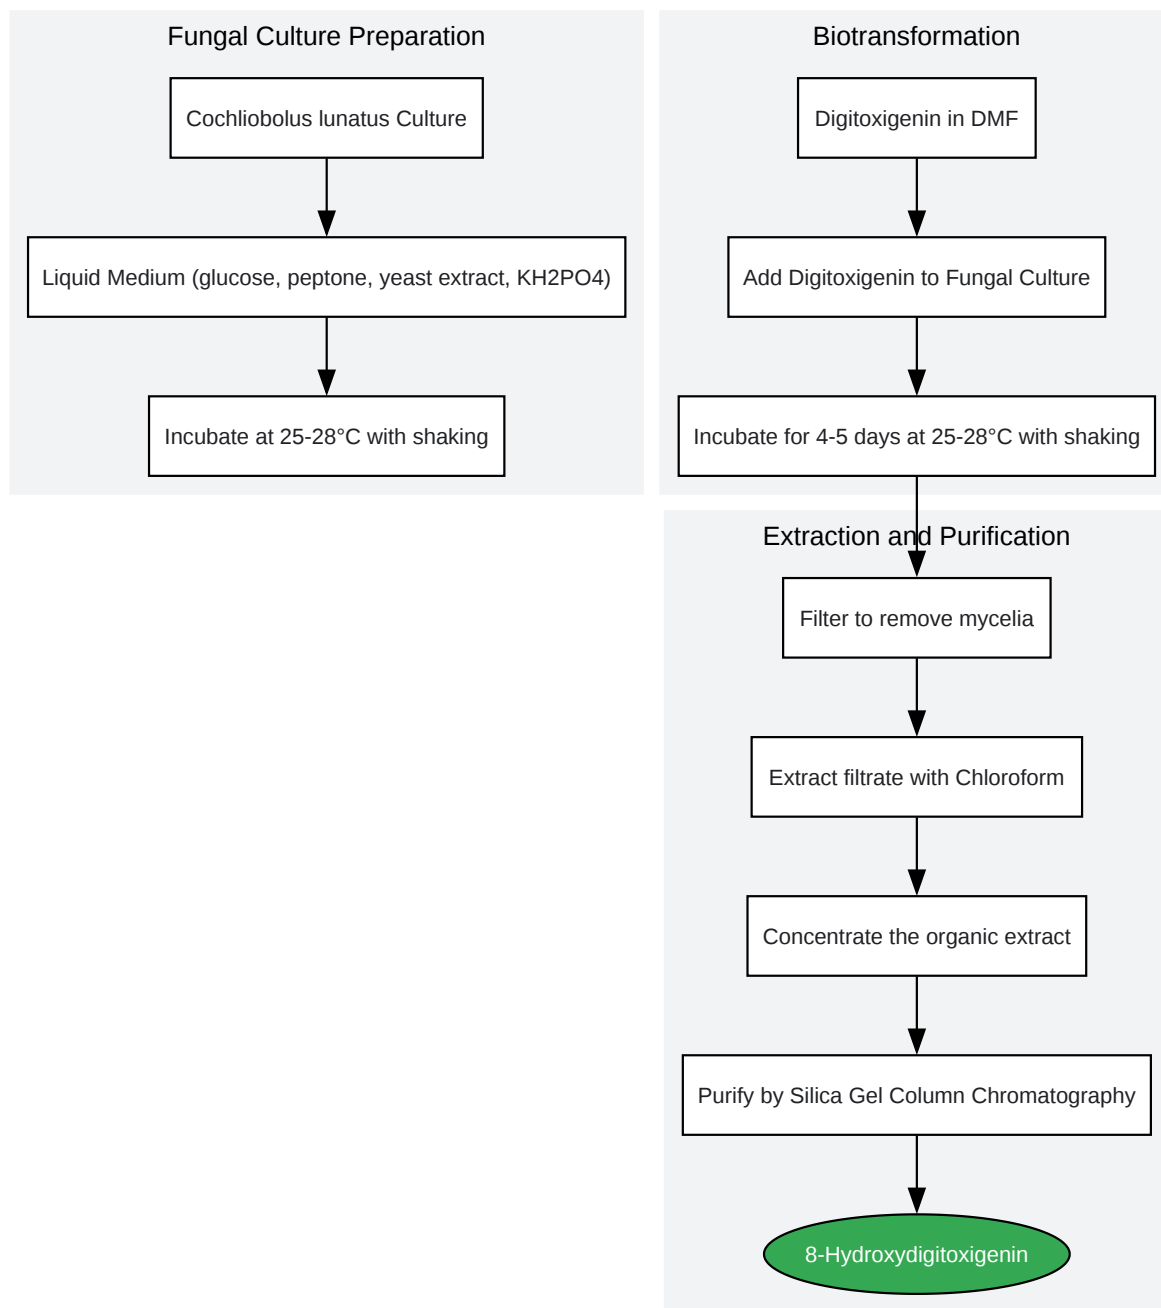 Fungal Culture Preparation
Cochliobolus lunatus Culture
Liquid Medium (glucose, peptone, yeast extract, KH2PO4)
Incubate at 25-28°C with shaking
Biotransformation
Digitoxigenin in DMF
Add Digitoxigenin to Fungal Culture
Incubate for 4-5 days at 25-28°C with shaking
Extraction and Purification
Filter to remove mycelia
Extract filtrate with Chloroform
Concentrate the organic extract
Purify by Silica Gel Column Chromatography
8-Hydroxydigitoxigenin